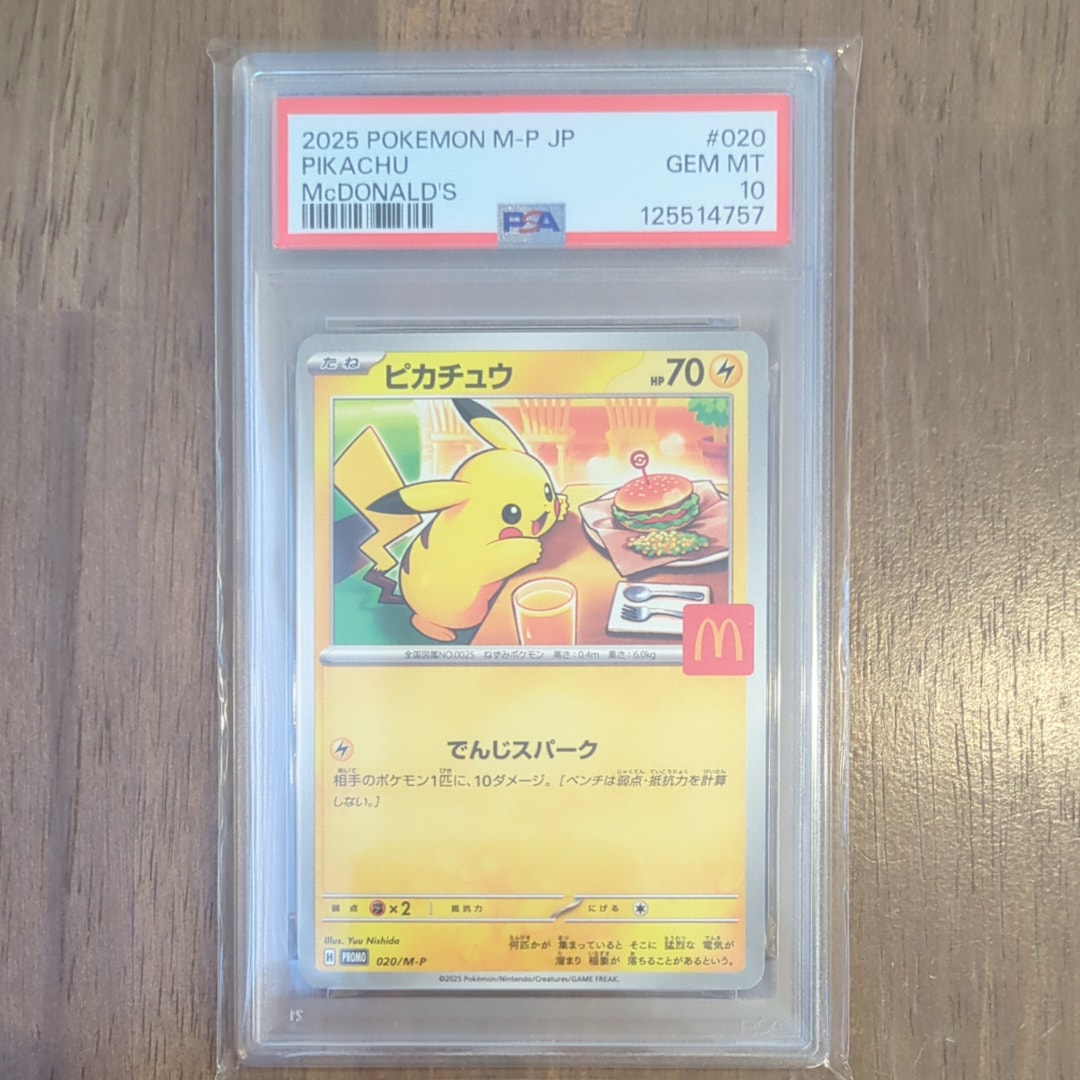 2025 POKEMON M-P JP #020
PIKACHU GEM MT
McDONALD'S 10
PSA 125514757
たね ピカチュウ HP70
全国図鑑NO.0025 ねずみポケモン 高さ:0.4m 重さ:6.0kg
でんじスパーク
相手のポケモン1匹に、10ダメージ。[ベンチは弱点・抵抗力を計算
しない。]
弱点 ×2 抵抗力 にげる
Illus. Yuu Nishida
何匹かが 集まっていると そこに 猛烈な 電気が
溜まり 稲妻が 落ちることがあるという。
H PROMO 020/M-P
©2025 Pokémon/Nintendo/Creatures/GAME FREAK.